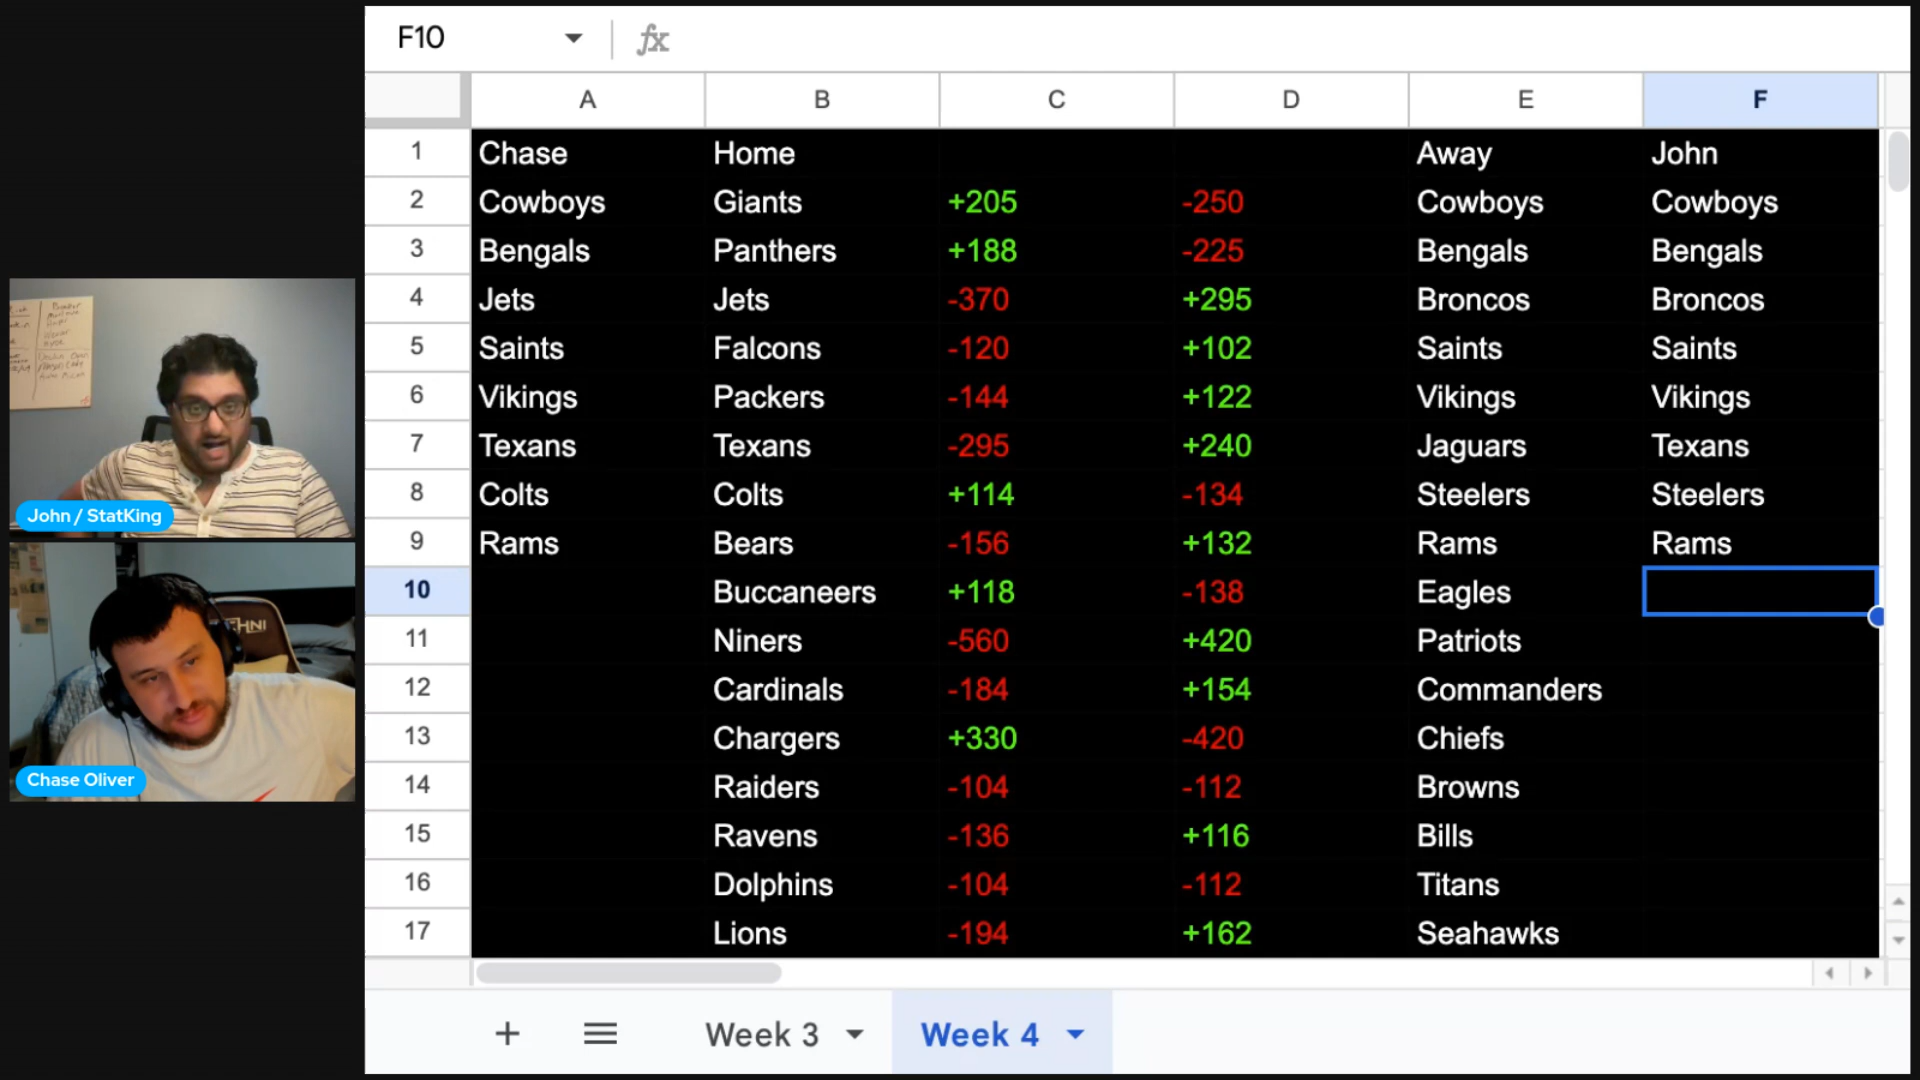 F10 fx
A B C D E F
1 Chase Home Away John
2 Cowboys Giants +205 -250 Cowboys Cowboys
3 Bengals Panthers +188 -225 Bengals Bengals
4 Jets Jets -370 +295 Broncos Broncos
5 Saints Falcons -120 +102 Saints Saints
6 Vikings Packers -144 +122 Vikings Vikings
7 Texans Texans -295 +240 Jaguars Texans
8 Colts Colts +114 -134 Steelers Steelers
9 Rams Bears -156 +132 Rams Rams
10 Buccaneers +118 -138 Eagles
11 Niners -560 +420 Patriots
12 Cardinals -184 +154 Commanders
13 Chargers +330 -420 Chiefs
14 Raiders -104 -112 Browns
15 Ravens -136 +116 Bills
16 Dolphins -104 -112 Titans
17 Lions -194 +162 Seahawks
Week 3 Week 4
John / StatKing
Chase Oliver